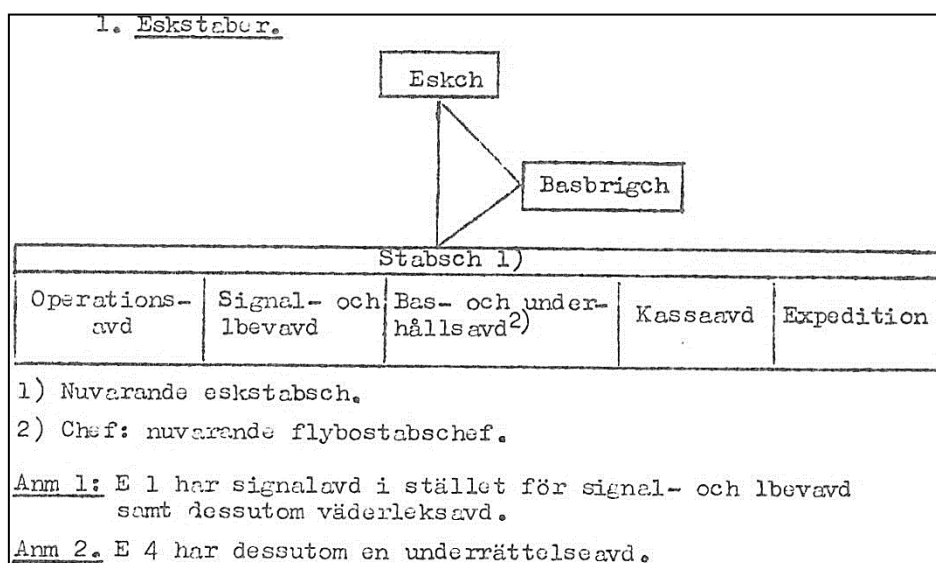 1. Eskstaber.
Eskch
Basbrigch
Stabsch 1)
Operations-
avd
Signal- och
lbevavd
Bas- och under-
hållsavd2)
Kassaavd
Expedition
1) Nuvarande eskstabsch.
2) Chef: nuvarande flybostabschef.
Anm 1: E 1 har signalavd i stället för signal- och lbevavd
samt dessutom väderleksavd.
Anm 2. E 4 har dessutom en underrättelseavd.